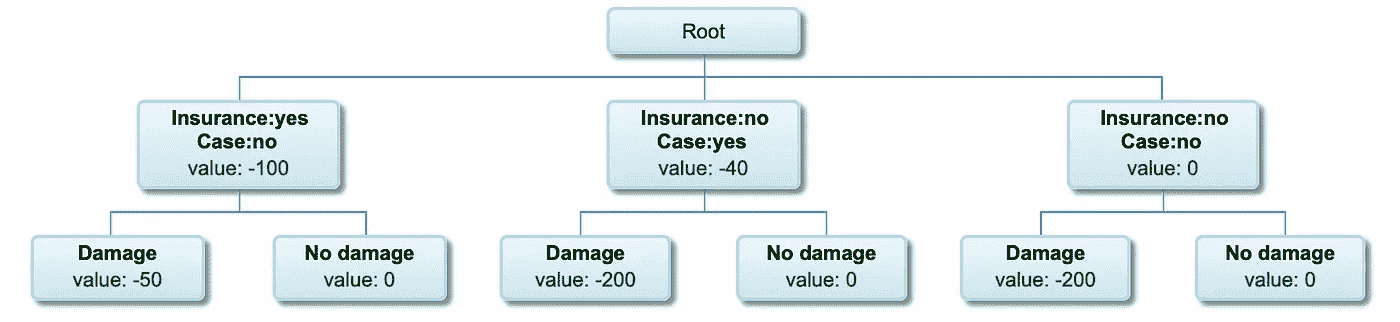 Root
Insurance:yes
Case:no
value: -100
Insurance:no
Case:yes
value: -40
Insurance:no
Case:no
value: 0
Damage
value: -50
No damage
value: 0
Damage
value: -200
No damage
value: 0
Damage
value: -200
No damage
value: 0